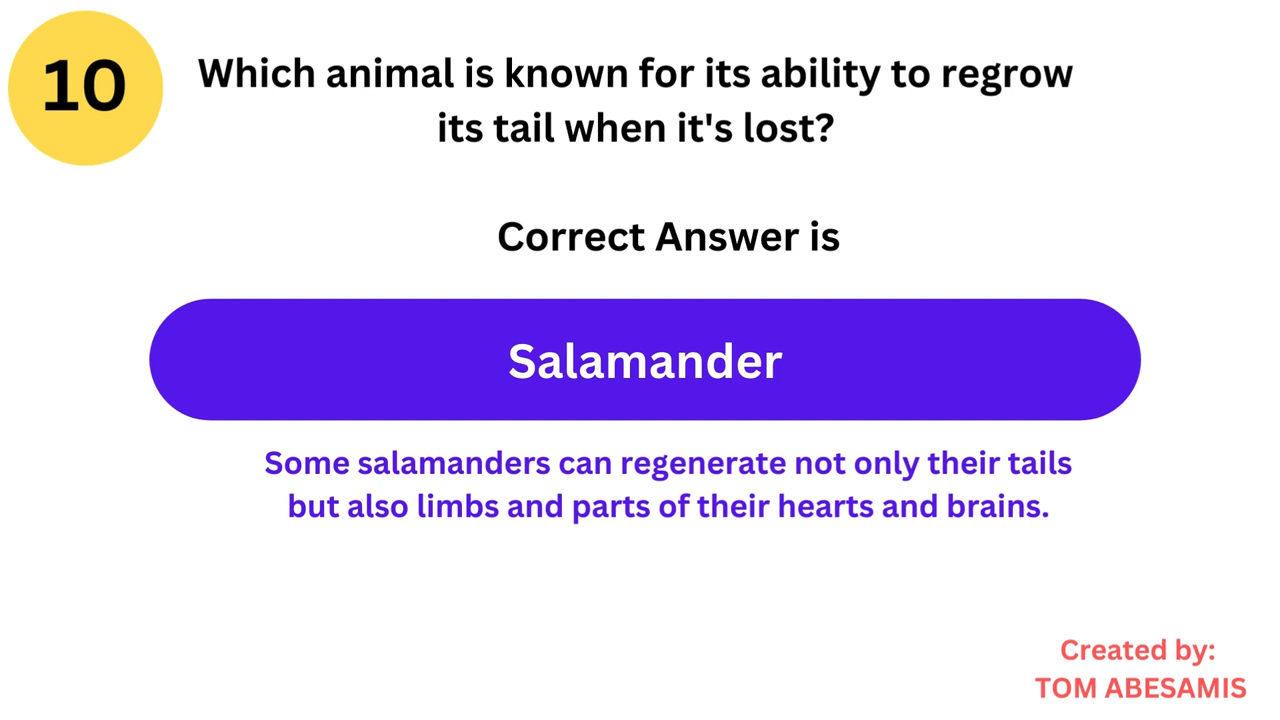 10
Which animal is known for its ability to regrow
its tail when it's lost?
Correct Answer is
Salamander
Some salamanders can regenerate not only their tails
but also limbs and parts of their hearts and brains.
Created by:
TOM ABESAMIS